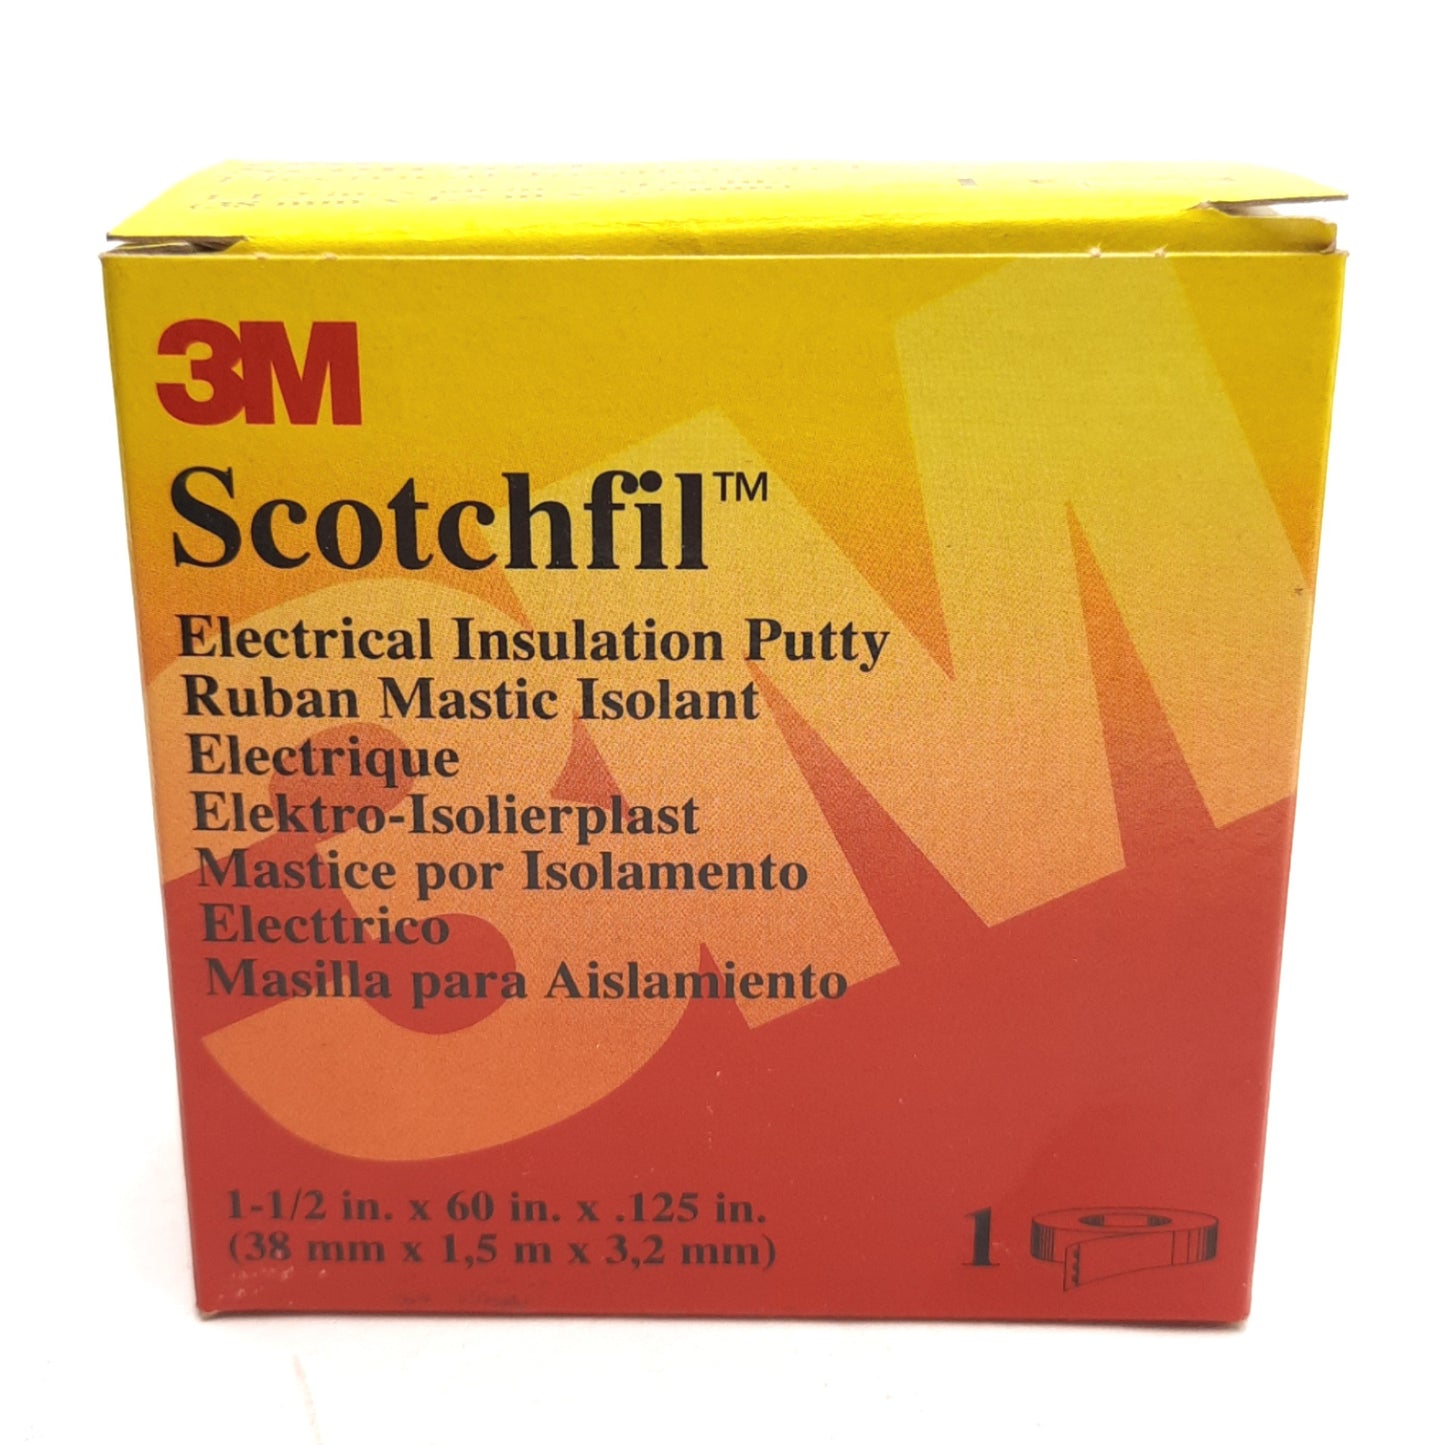 3M
Scotchfil™
Electrical Insulation Putty
Ruban Mastic Isolant
Electrique
Elektro-Isolierplast
Mastice por Isolamento
Electtrico
Masilla para Aislamiento
1-1/2 in. x 60 in. x .125 in.
(38 mm x 1,5 m x 3,2 mm)
1